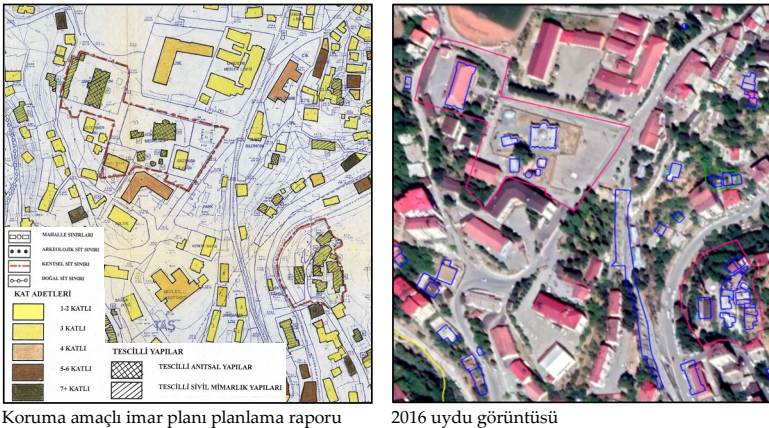 MAHALLE SINIRLARI
ARKEOLOJİK SİT SINIRI
KENTSEL SİT SINIRI
DOĞAL SİT SINIRI
KAT ADETLERİ
1-2 KATLI
3 KATLI
4 KATLI
5-6 KATLI
7+ KATLI
TESCİLLİ YAPILAR
TESCİLLİ ANITSAL YAPILAR
TESCİLLİ SİVİL MİMARLIK YAPILARI
Koruma amaçlı imar planı planlama raporu
2016 uydu görüntüsü